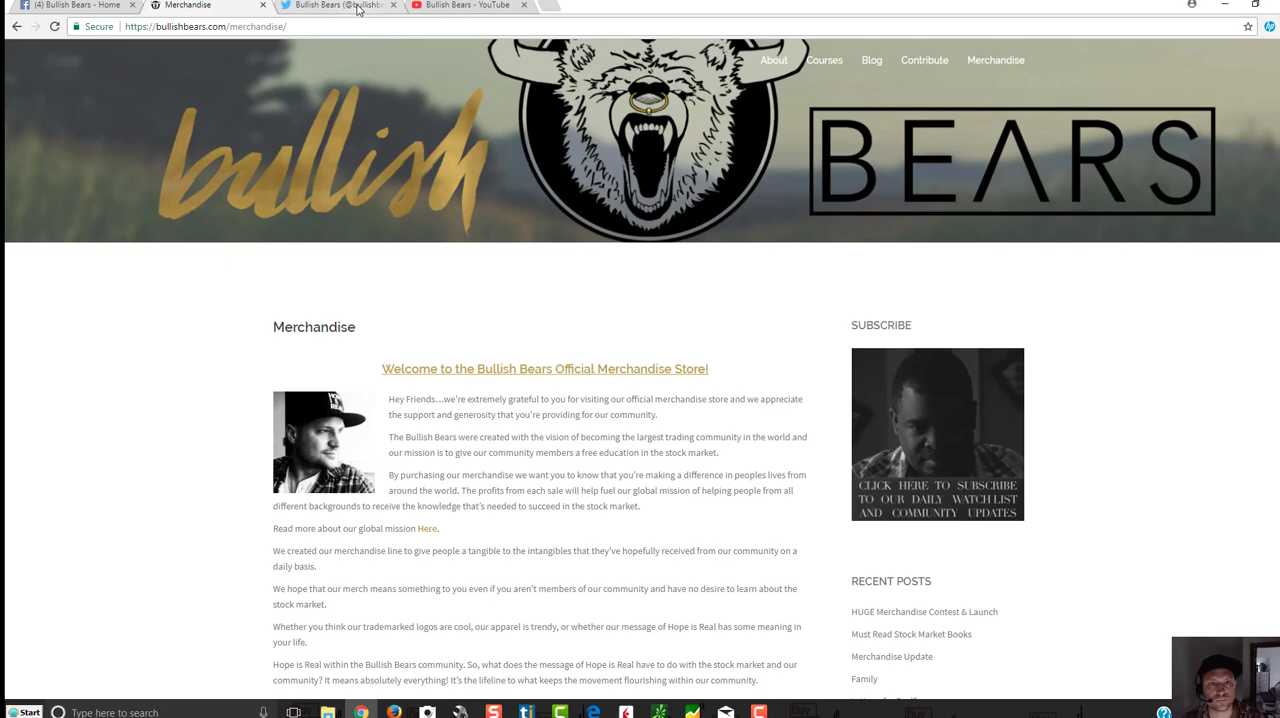 (4) Bullish Bears - Home
Merchandise
Bullish Bears (@bullishb
Bullish Bears - YouTube
Secure
https://bullishbears.com/merchandise/
About
Courses
Blog
Contribute
Merchandise
bullish
BEARS
Merchandise
Welcome to the Bullish Bears Official Merchandise Store!
Hey Friends…we're extremely grateful to you for visiting our official merchandise store and we appreciate
the support and generosity that you're providing for our community.
The Bullish Bears were created with the vision of becoming the largest trading community in the world and
our mission is to give our community members a free education in the stock market.
By purchasing our merchandise we want you to know that you're making a difference in peoples lives from
around the world. The profits from each sale will help fuel our global mission of helping people from all
different backgrounds to receive the knowledge that's needed to succeed in the stock market.
Read more about our global mission Here.
We created our merchandise line to give people a tangible to the intangibles that they've hopefully received from our community on a
daily basis.
We hope that our merch means something to you even if you aren't members of our community and have no desire to learn about the
stock market.
Whether you think our trademarked logos are cool, our apparel is trendy, or whether our message of Hope is Real has some meaning in
your life.
Hope is Real within the Bullish Bears community. So, what does the message of Hope is Real have to do with the stock market and our
community? It means absolutely everything! It's the lifeline to what keeps the movement flourishing within our community.
SUBSCRIBE
CLICK HERE TO SUBSCRIBE
TO OUR DAILY WATCH LIST
AND COMMUNITY UPDATES
RECENT POSTS
HUGE Merchandise Contest & Launch
Must Read Stock Market Books
Merchandise Update
Family
Start
Type here to search